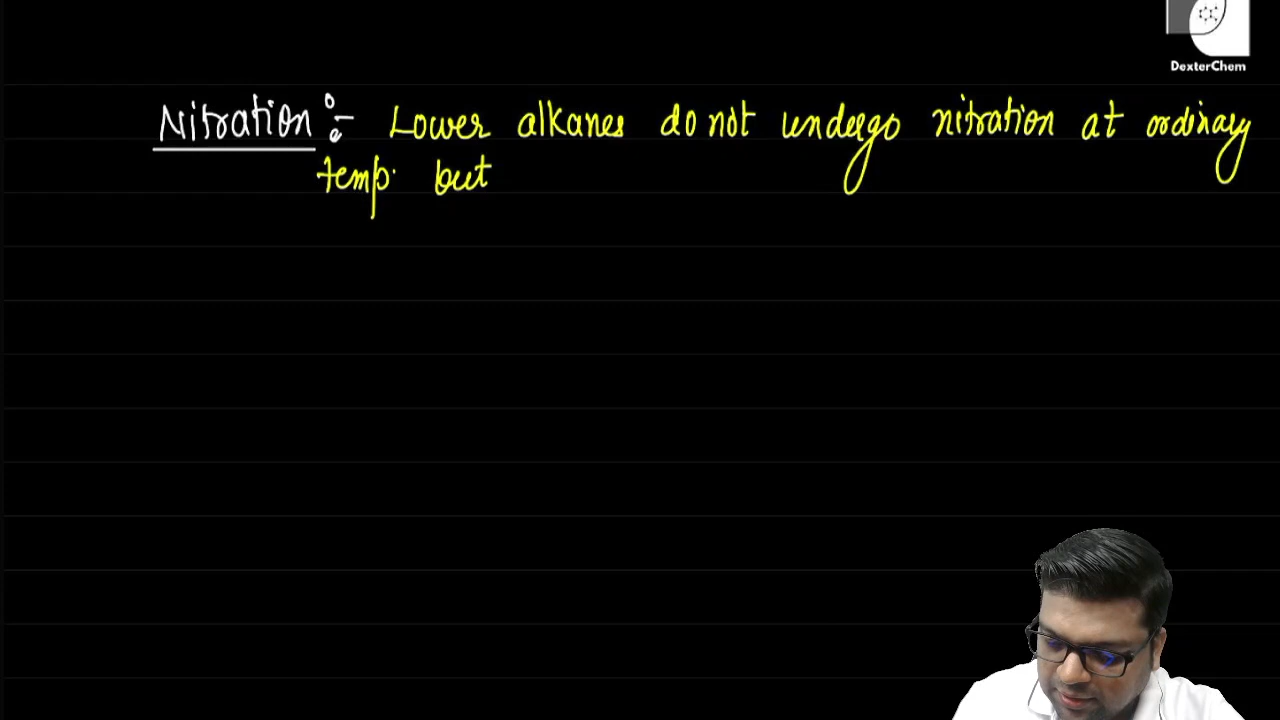 DexterChem
Nitration :- Lower alkanes do not undergo nitration at ordinary
temp. but